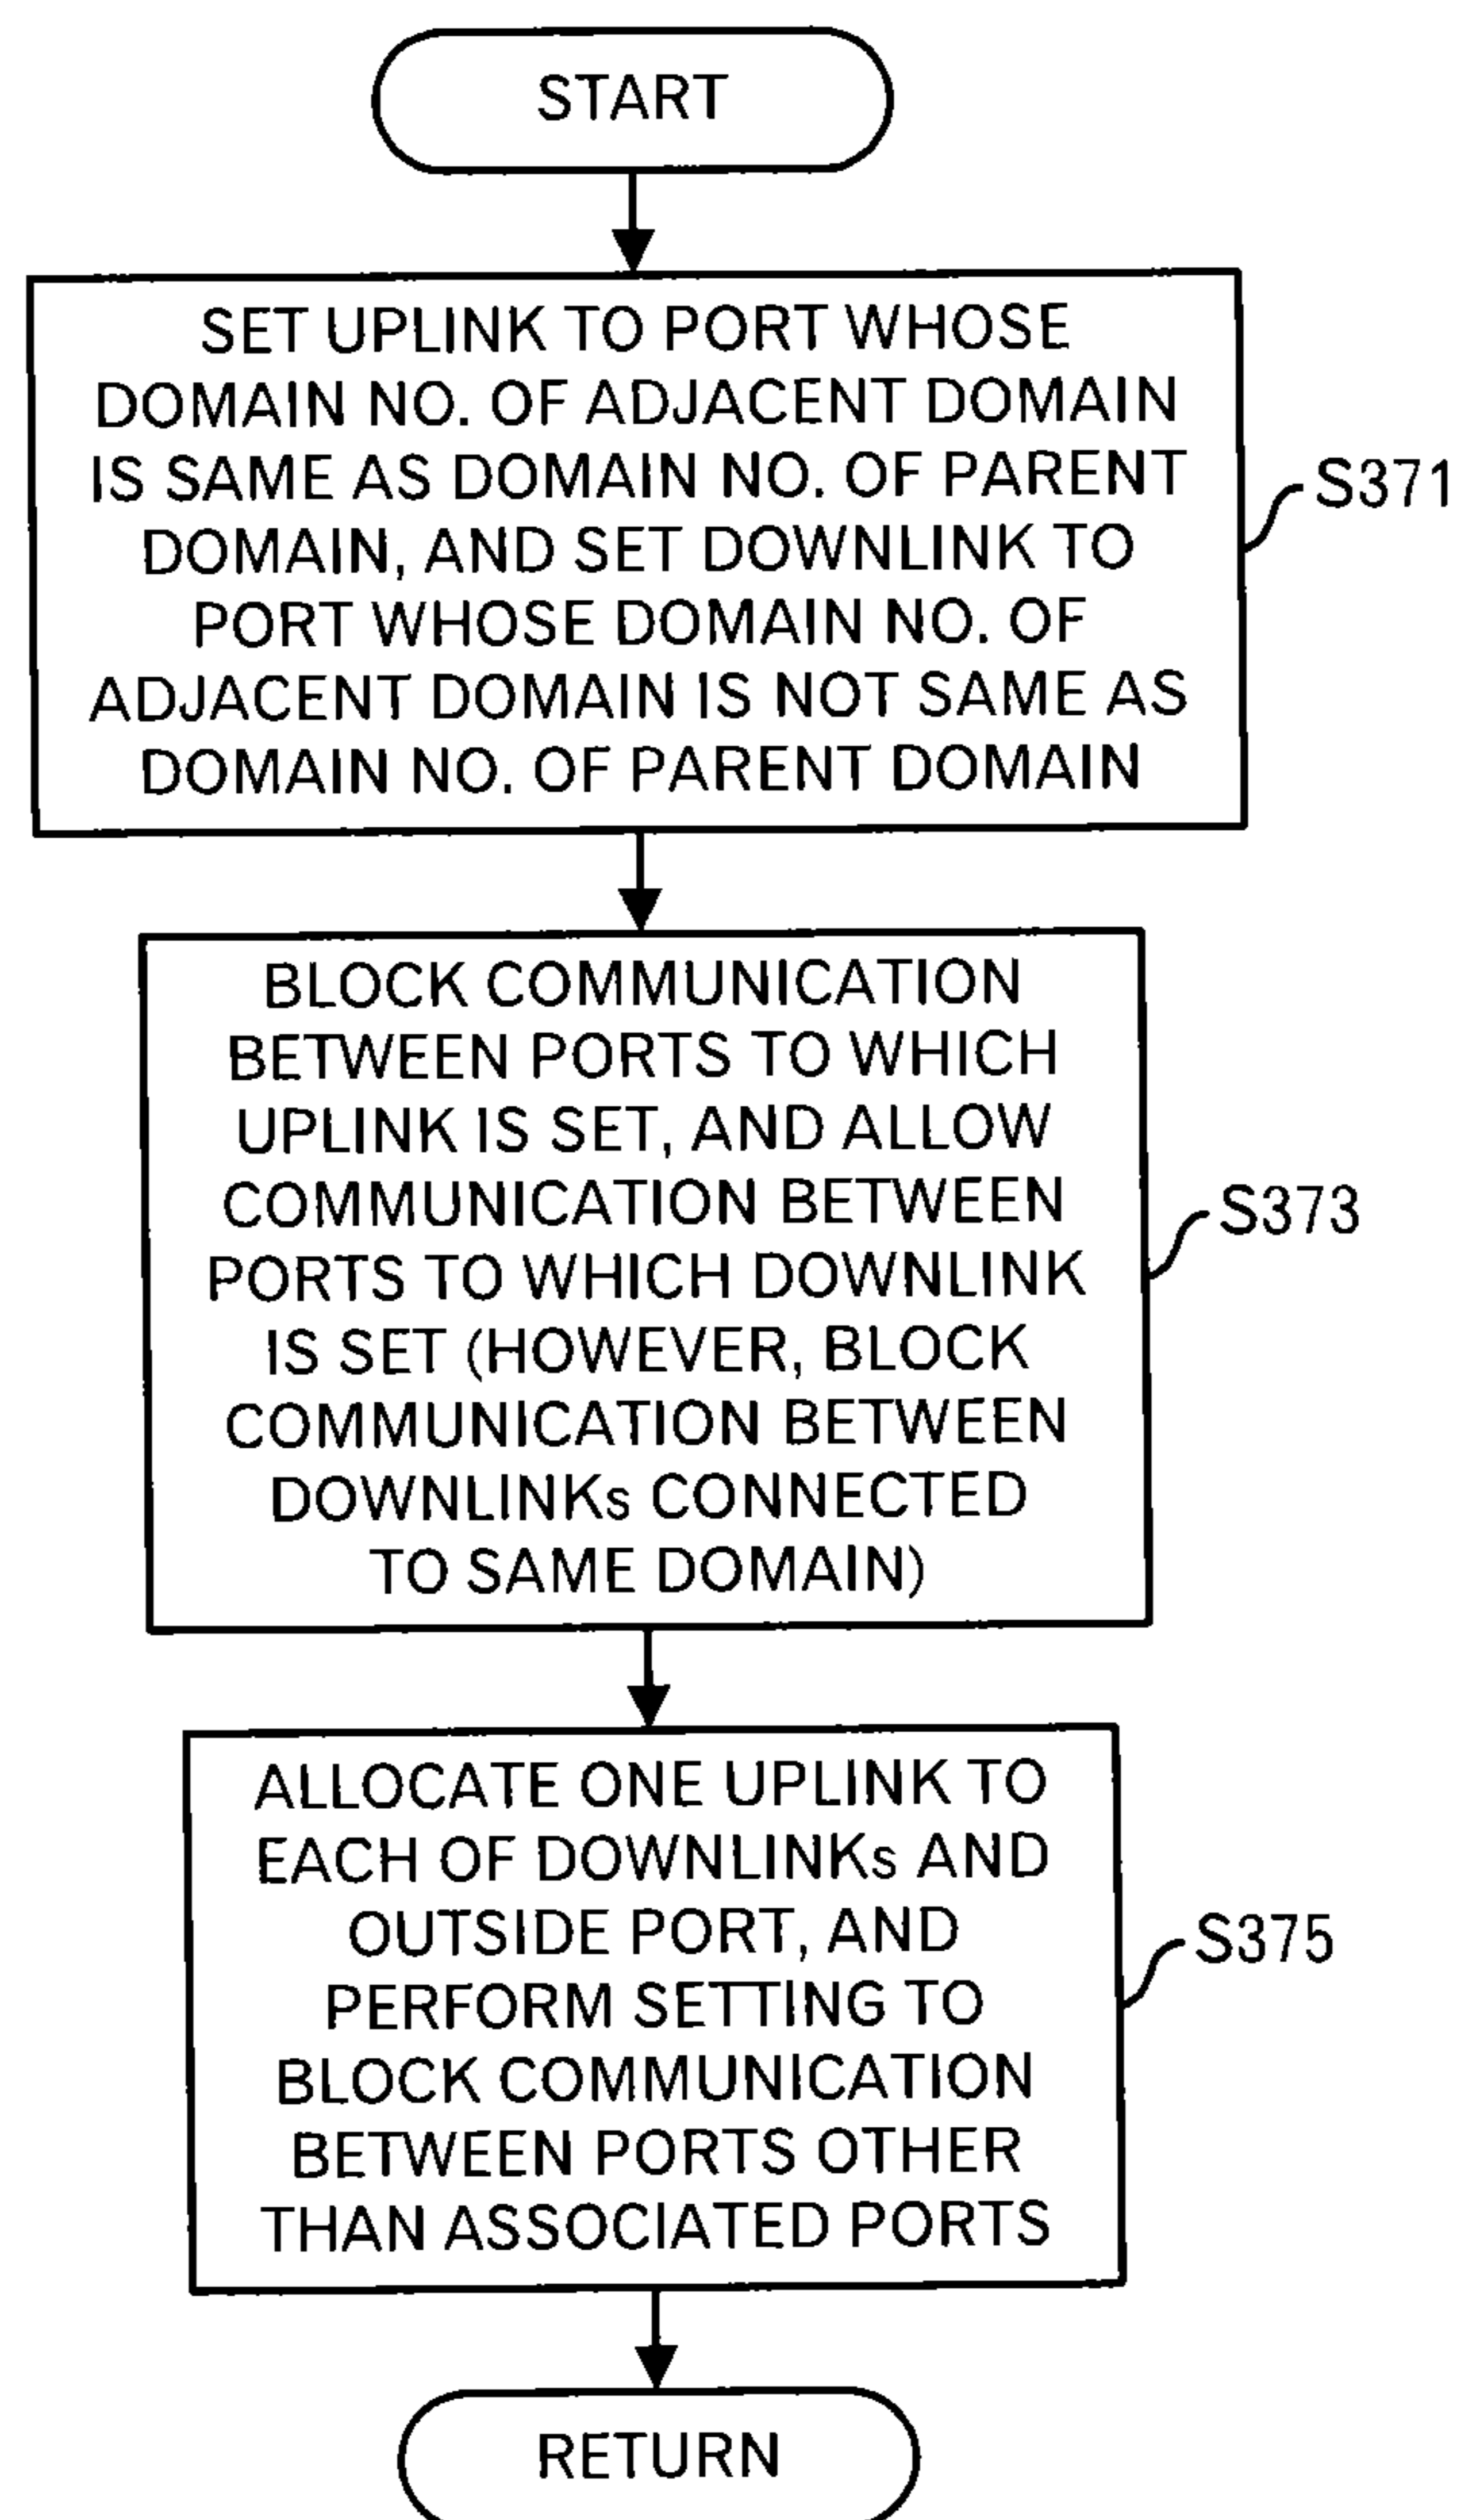 START
SET UPLINK TO PORT WHOSE
DOMAIN NO. OF ADJACENT DOMAIN
IS SAME AS DOMAIN NO. OF PARENT
DOMAIN, AND SET DOWNLINK TO
PORT WHOSE DOMAIN NO. OF
ADJACENT DOMAIN IS NOT SAME AS
DOMAIN NO. OF PARENT DOMAIN
S371
BLOCK COMMUNICATION
BETWEEN PORTS TO WHICH
UPLINK IS SET, AND ALLOW
COMMUNICATION BETWEEN
PORTS TO WHICH DOWNLINK
IS SET (HOWEVER, BLOCK
COMMUNICATION BETWEEN
DOWNLINKs CONNECTED
TO SAME DOMAIN)
S373
ALLOCATE ONE UPLINK TO
EACH OF DOWNLINKs AND
OUTSIDE PORT, AND
PERFORM SETTING TO
BLOCK COMMUNICATION
BETWEEN PORTS OTHER
THAN ASSOCIATED PORTS
S375
RETURN